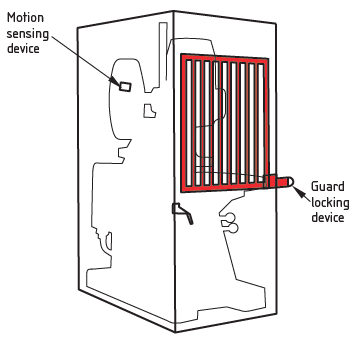 Motion
sensing
device
Guard
locking
device